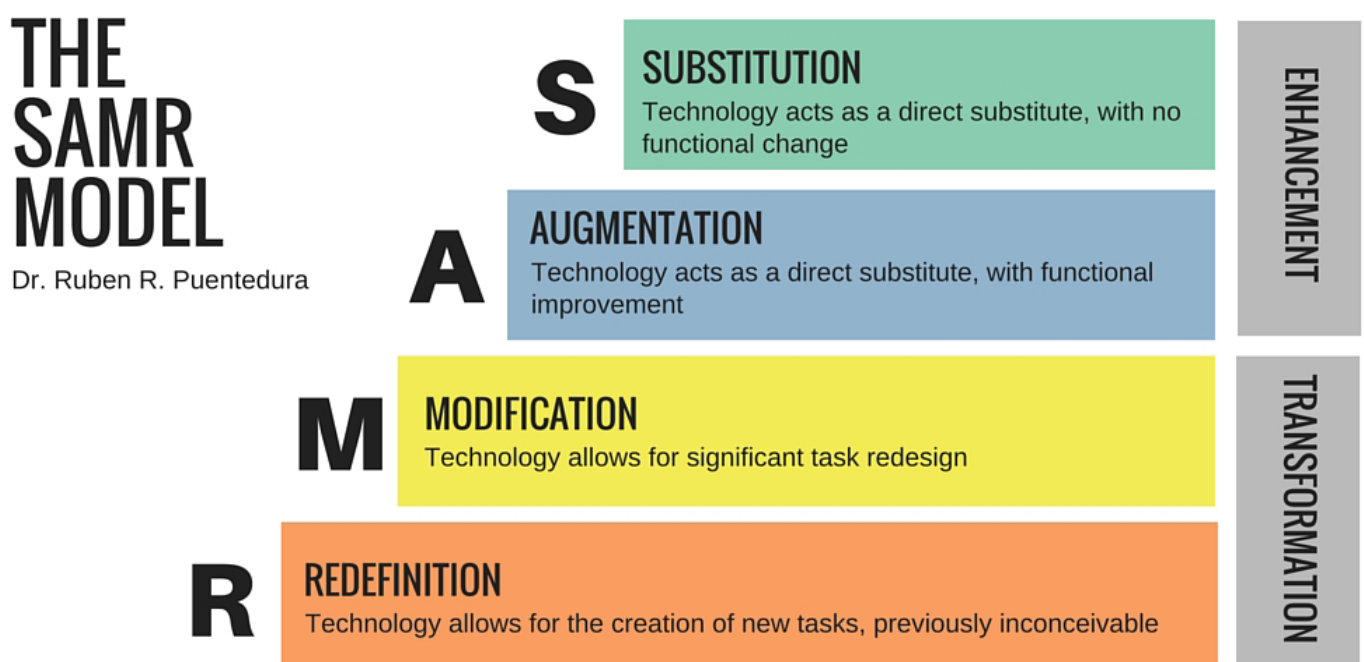 THE
SAMR
MODEL
Dr. Ruben R. Puentedura
S
SUBSTITUTION
Technology acts as a direct substitute, with no
functional change
A
AUGMENTATION
Technology acts as a direct substitute, with functional
improvement
ENHANCEMENT
M
MODIFICATION
Technology allows for significant task redesign
R
REDEFINITION
Technology allows for the creation of new tasks, previously inconceivable
TRANSFORMATION